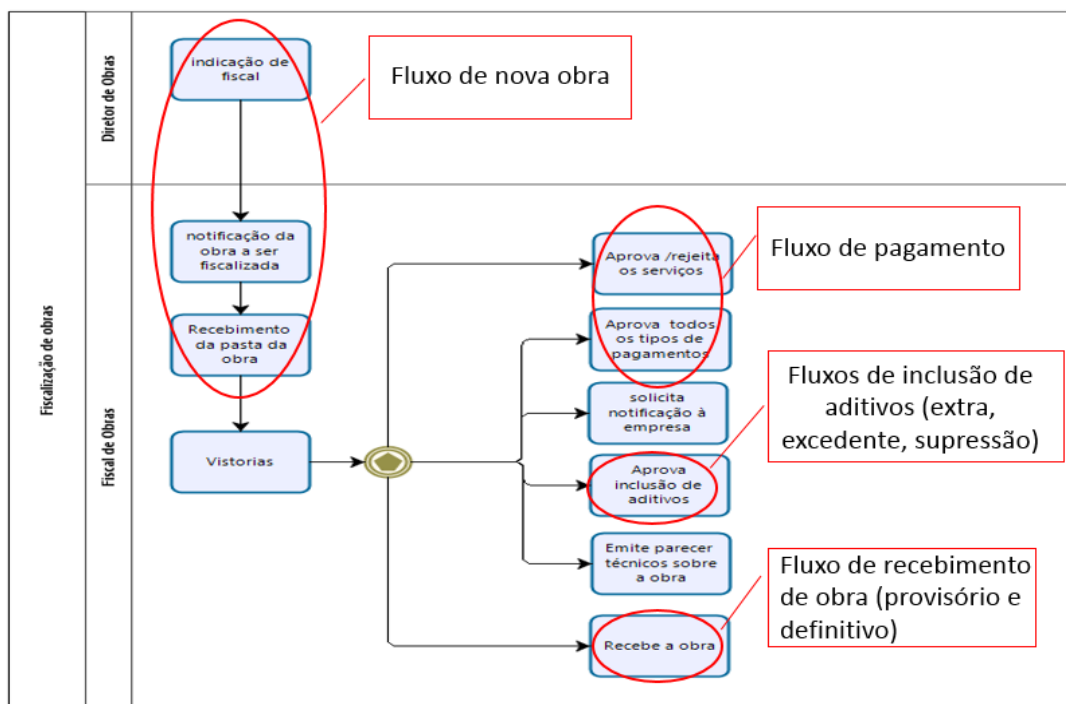 Fiscalização de obras
Diretor de Obras
indicação de
fiscal
Fluxo de nova obra
Fiscal de Obras
notificação da
obra a ser
fiscalizada
Recebimento
da pasta da
obra
Vistorias
Aprova /rejeita
os serviços
Fluxo de pagamento
Aprova todos
os tipos de
pagamentos
solicita
notificação à
empresa
Fluxos de inclusão de
aditivos (extra,
excedente, supressão)
Aprova
inclusão de
aditivos
Emite parecer
técnicos sobre
a obra
Fluxo de recebimento
de obra (provisório e
definitivo)
Recebe a obra